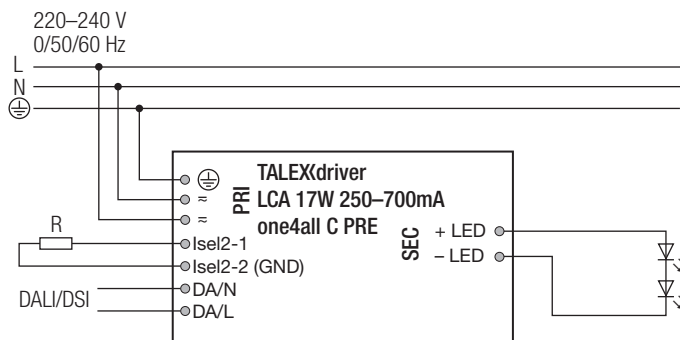 220–240 V
0/50/60 Hz
L
N
TALEXXdriver
LCA 17W 250–700mA
one4all C PRE
PRI
SEC
≂
≂
R
Isel2-1
Isel2-2 (GND)
DALI/DSI
DA/N
DA/L
+ LED
– LED